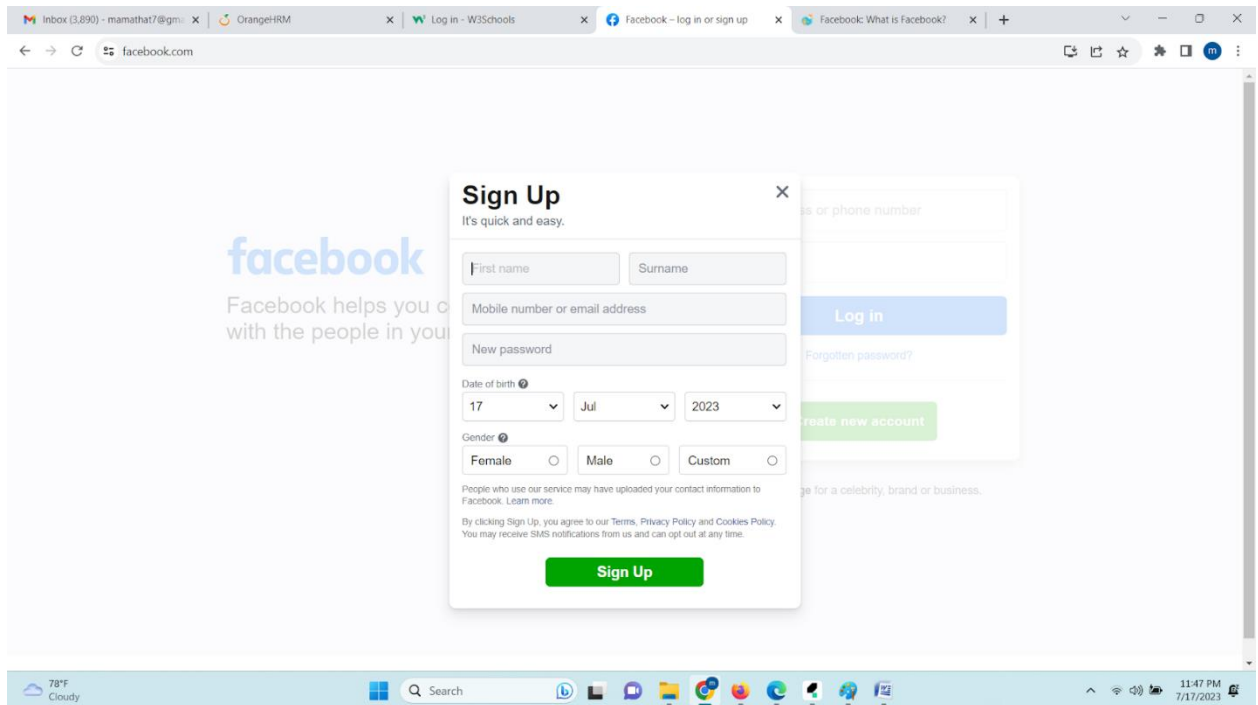 Inbox (3,890) - mamathat7@gma
OrangeHRM
Log in - W3Schools
Facebook – log in or sign up
Facebook: What is Facebook?
facebook.com
m
Sign Up
It's quick and easy.
First name
Surname
Mobile number or email address
New password
Date of birth
17
Jul
2023
Gender
Female
Male
Custom
People who use our service may have uploaded your contact information to
Facebook. Learn more.
By clicking Sign Up, you agree to our Terms, Privacy Policy and Cookies Policy.
You may receive SMS notifications from us and can opt out at any time.
Sign Up
facebook
Facebook helps you c
with the people in your
ss or phone number
Log in
Forgotten password?
reate new account
ge for a celebrity, brand or business.
78°F
Cloudy
Search
11:47 PM
7/17/2023